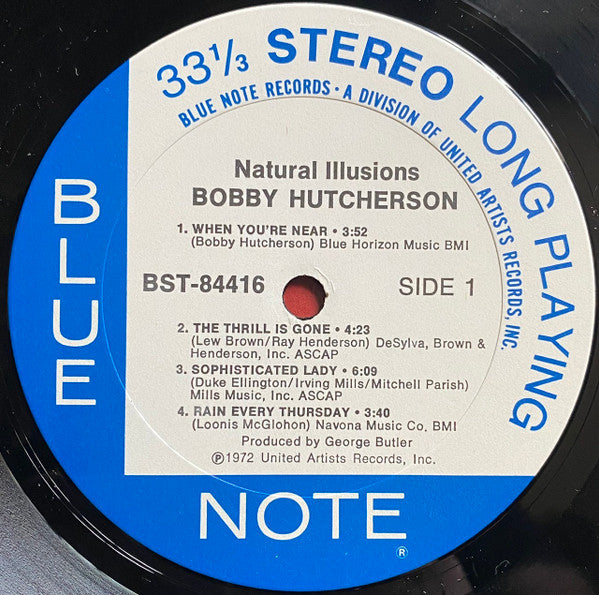 33⅓ STEREO LONG PLAYING
BLUE NOTE RECORDS • A DIVISION OF UNITED ARTISTS RECORDS, INC.
Natural Illusions
BOBBY HUTCHERSON
1. WHEN YOU'RE NEAR • 3:52
(Bobby Hutcherson) Blue Horizon Music BMI
BST-84416 SIDE 1
2. THE THRILL IS GONE • 4:23
(Lew Brown/Ray Henderson) DeSylva, Brown &
Henderson, Inc. ASCAP
3. SOPHISTICATED LADY • 6:09
(Duke Ellington/Irving Mills/Mitchell Parish)
Mills Music, Inc. ASCAP
4. RAIN EVERY THURSDAY • 3:40
(Loonis McGlohon) Navona Music Co. BMI
Produced by George Butler
℗1972 United Artists Records, Inc.
BLUE
NOTE®